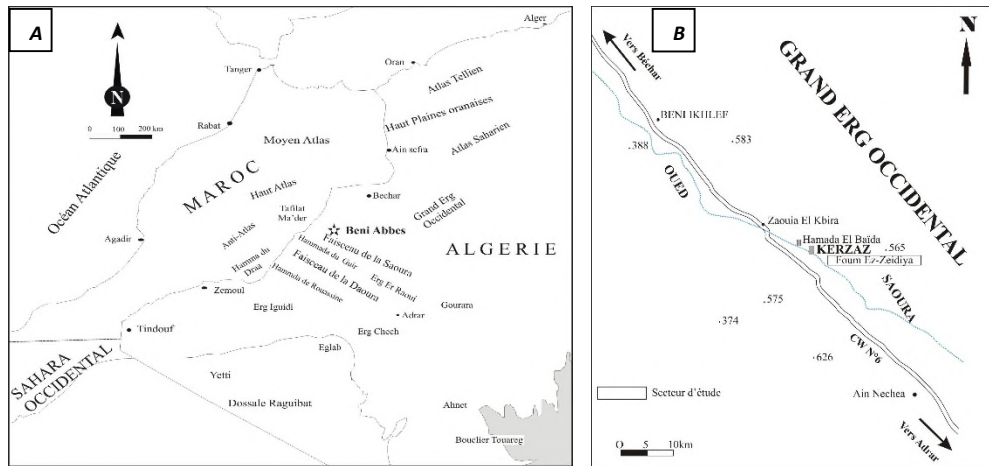 A
N
0 100 200 km
Alger
Oran
Tanger
Atlas Tellien
Haut Plaines oranaises
Rabat
Moyen Atlas
Atlas Saharien
Ain sefra
Océan Atlantique
MAROC
Haut Atlas
Bechar
Tafilat
Ma'der
Grand Erg
Occidental
Anti-Atlas
Beni Abbes
Agadir
ALGERIE
Hamma du
Draa
Faisceau de la Saoura
Hammada du Guir
Faisceau de la Daoura
Erg Er Raoui
Zemoul
Erg Iguidi
Gourara
Adrar
Tindouf
Erg Chech
Eglab
SAHARA
OCCIDENTAL
Yetti
Dossale Raguibat
Ahnet
Bouclier Touareg
B
N
Vers Béchar
GRAND ERG OCCIDENTAL
BENI IKHLEF
.583
.388
OUED
Zaouia El Kbira
Hamada El Baïda
KERZAZ
.565
Foum Ez-Zeidiya
SAOURA
.575
.374
CW N°6
.626
Secteur d'étude
Ain Nechea
Vers Adrar
O 5 10km